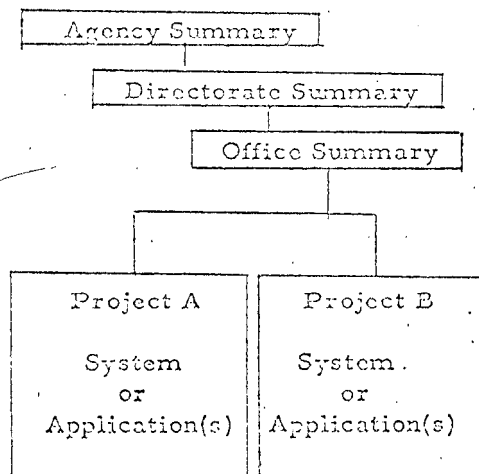 Agency Summary
Directorate Summary
Office Summary
Project A
System
or
Application(s)
Project B
System
or
Application(s)